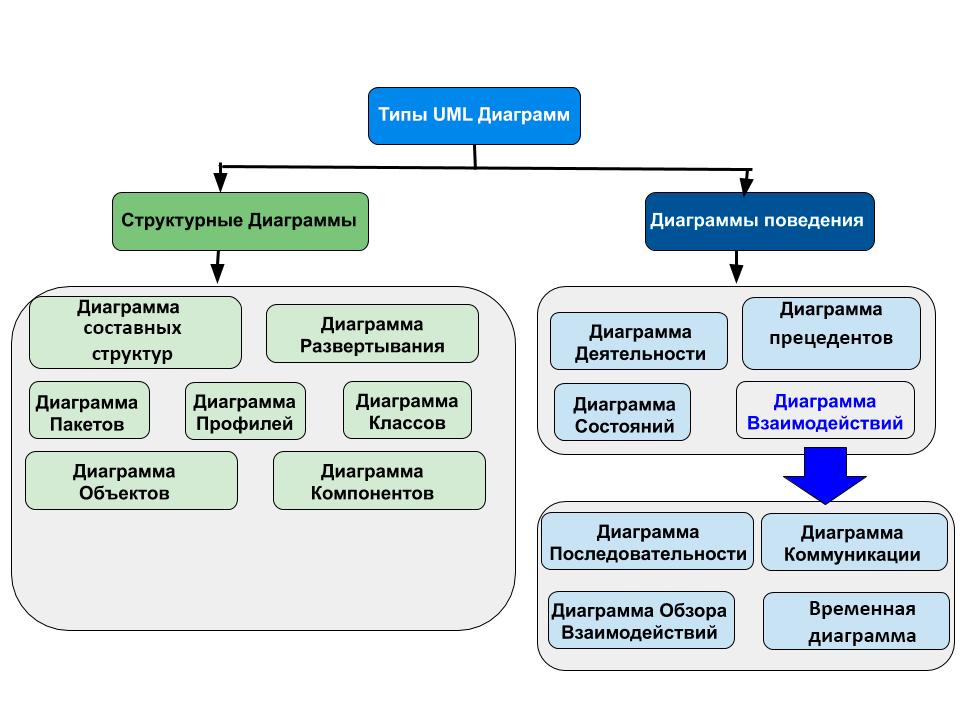 Типы UML Диаграмм
Структурные Диаграммы
Диаграммы поведения
Диаграмма
составных
структур
Диаграмма
Развертывания
Диаграмма
Пакетов
Диаграмма
Профилей
Диаграмма
Классов
Диаграмма
Объектов
Диаграмма
Компонентов
Диаграмма
Деятельности
Диаграмма
прецедентов
Диаграмма
Состояний
Диаграмма
Взаимодействий
Диаграмма
Последовательности
Диаграмма
Коммуникации
Диаграмма Обзора
Взаимодействий
Временная
диаграмма